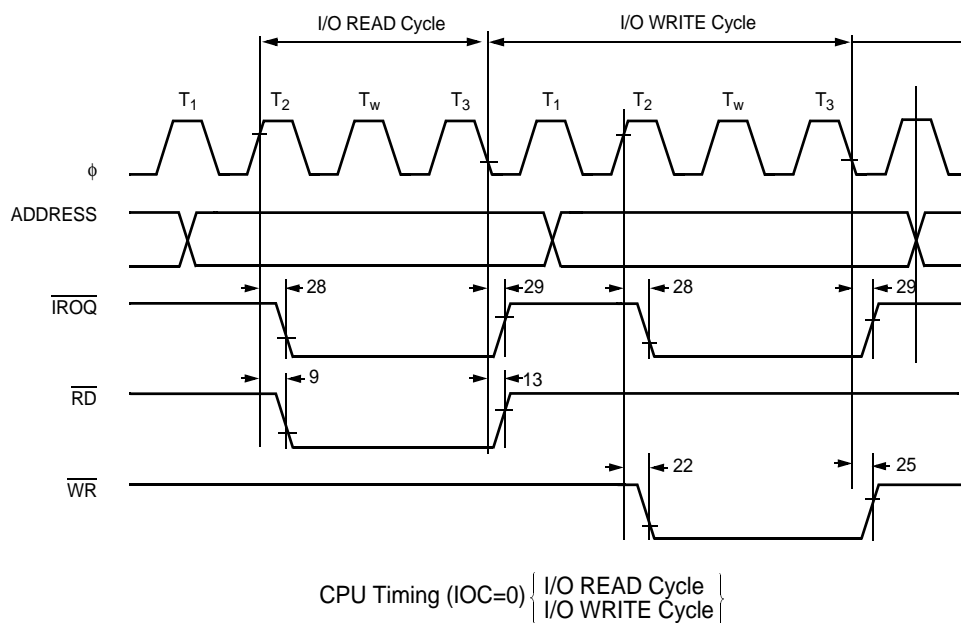 I/O READ Cycle I/O WRITE Cycle
T1 T2 Tw T3 T1 T2 Tw T3
ϕ
ADDRESS
28 29 28 29
IROQ
9 13
RD
22 25
WR
CPU Timing (IOC=0) { I/O READ Cycle
I/O WRITE Cycle }